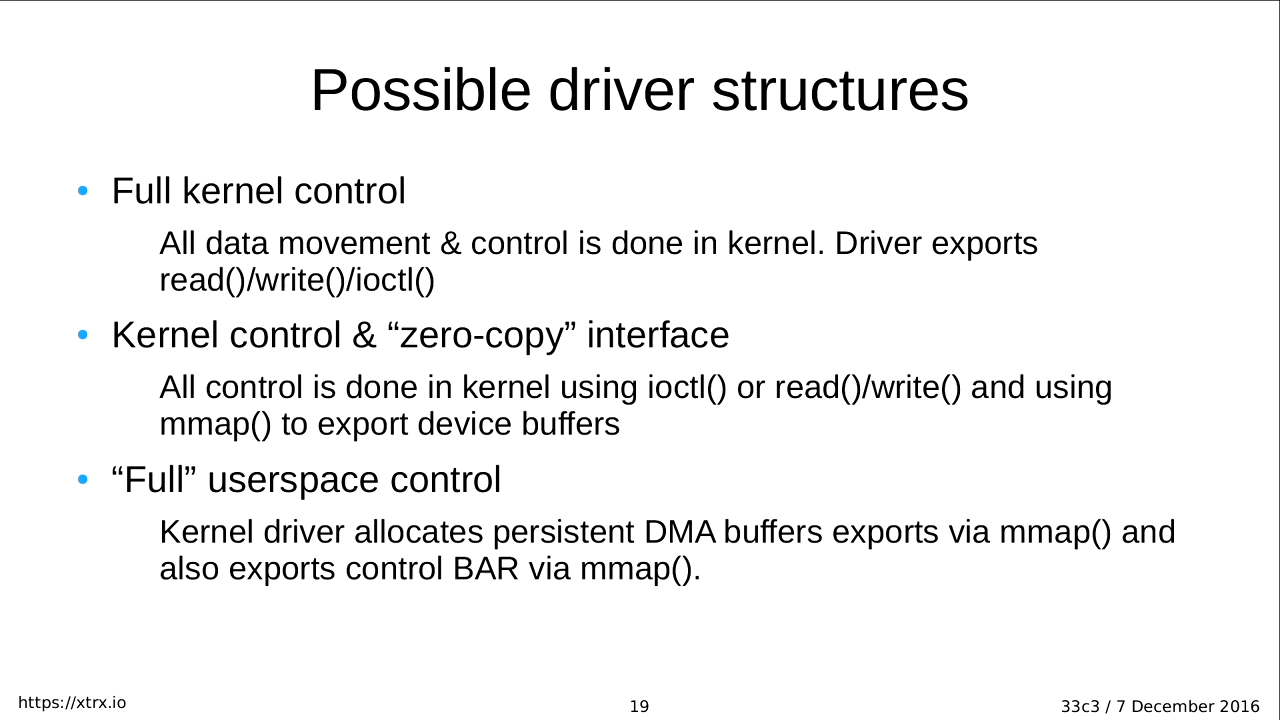 Possible driver structures
• Full kernel control
All data movement & control is done in kernel. Driver exports
read()/write()/ioctl()
• Kernel control & “zero-copy” interface
All control is done in kernel using ioctl() or read()/write() and using
mmap() to export device buffers
• “Full” userspace control
Kernel driver allocates persistent DMA buffers exports via mmap() and
also exports control BAR via mmap().
https://xtrx.io
19
33c3 / 7 December 2016